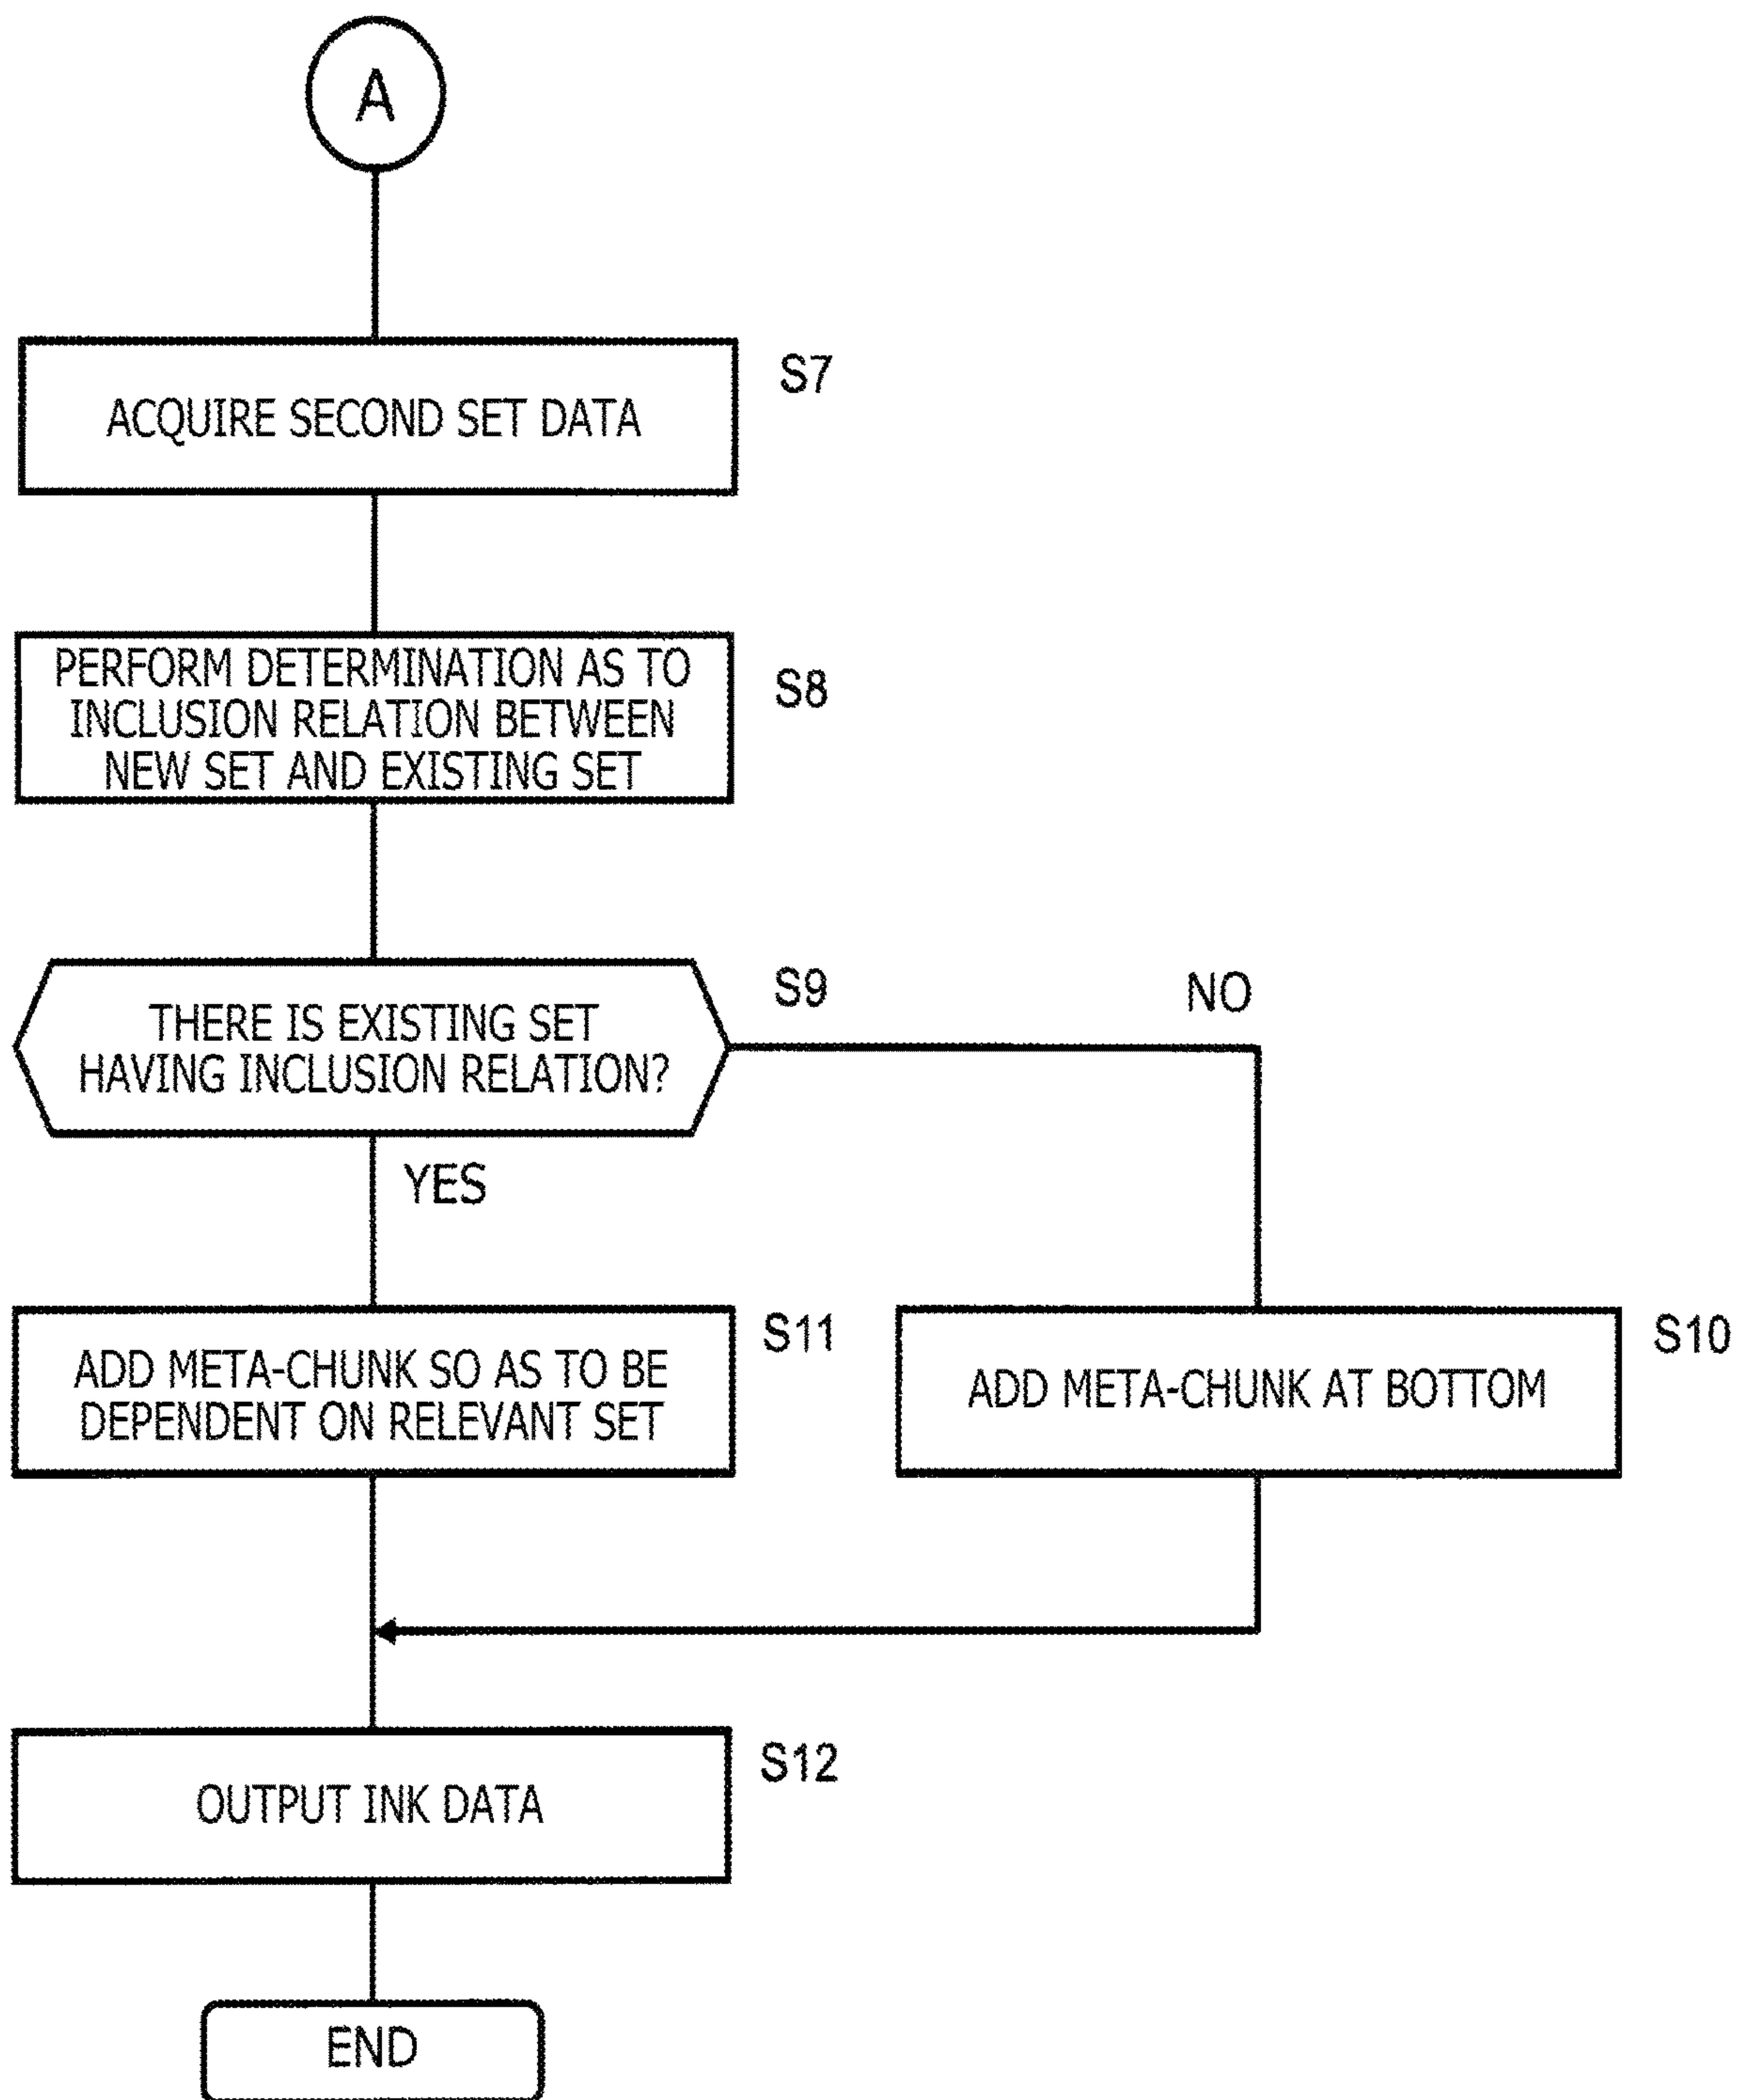 A
S7
ACQUIRE SECOND SET DATA
PERFORM DETERMINATION AS TO
S8
INCLUSION RELATION BETWEEN
NEW SET AND EXISTING SET
S9
NO
THERE IS EXISTING SET
HAVING INCLUSION RELATION?
YES
S11
ADD META-CHUNK SO AS TO BE
DEPENDENT ON RELEVANT SET
S10
ADD META-CHUNK AT BOTTOM
S12
OUTPUT INK DATA
END